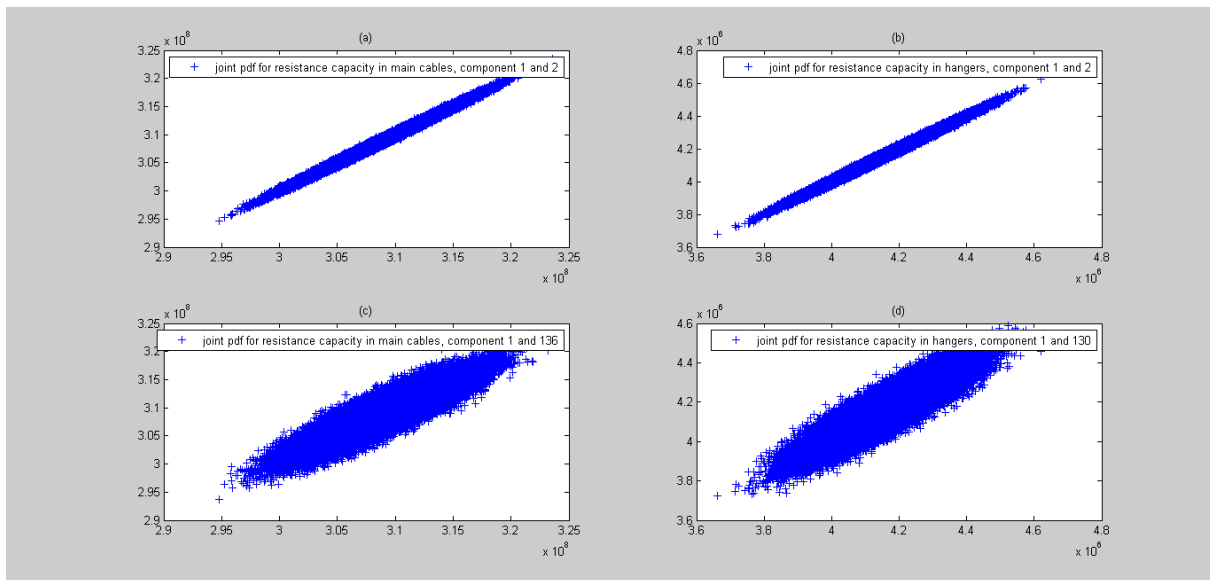 (a)
x 10^8
3.25
3.2
3.15
3.1
3.05
3
2.95
2.9
+ joint pdf for resistance capacity in main cables, component 1 and 2
2.9 2.95 3 3.05 3.1 3.15 3.2 3.25
x 10^8
(b)
x 10^6
4.8
4.6
4.4
4.2
4
3.8
3.6
+ joint pdf for resistance capacity in hangers, component 1 and 2
3.6 3.8 4 4.2 4.4 4.6 4.8
x 10^6
(c)
x 10^8
3.25
3.2
3.15
3.1
3.05
3
2.95
2.9
+ joint pdf for resistance capacity in main cables, component 1 and 136
2.9 2.95 3 3.05 3.1 3.15 3.2 3.25
x 10^8
(d)
x 10^6
4.6
4.4
4.2
4
3.8
3.6
+ joint pdf for resistance capacity in hangers, component 1 and 130
3.6 3.8 4 4.2 4.4 4.6 4.8
x 10^6